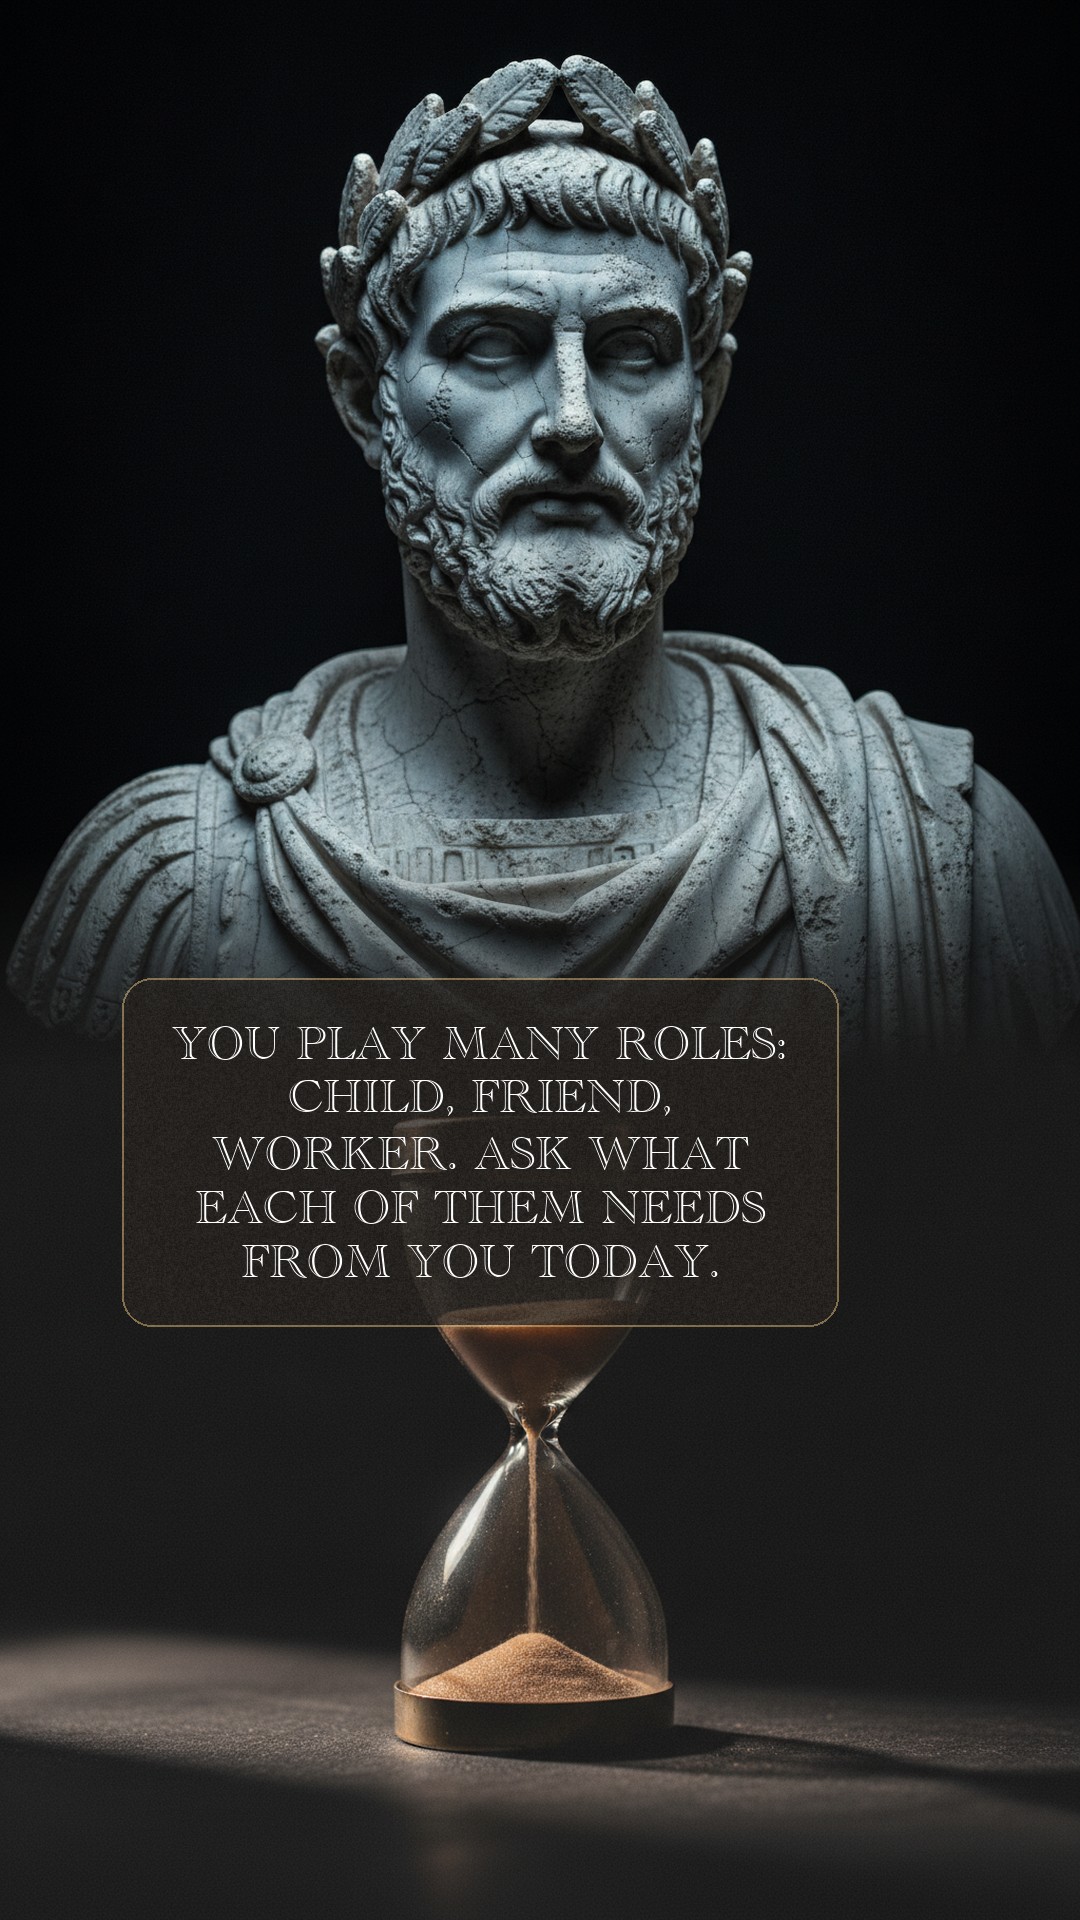 YOU PLAY MANY ROLES:
CHILD, FRIEND,
WORKER. ASK WHAT
EACH OF THEM NEEDS
FROM YOU TODAY.